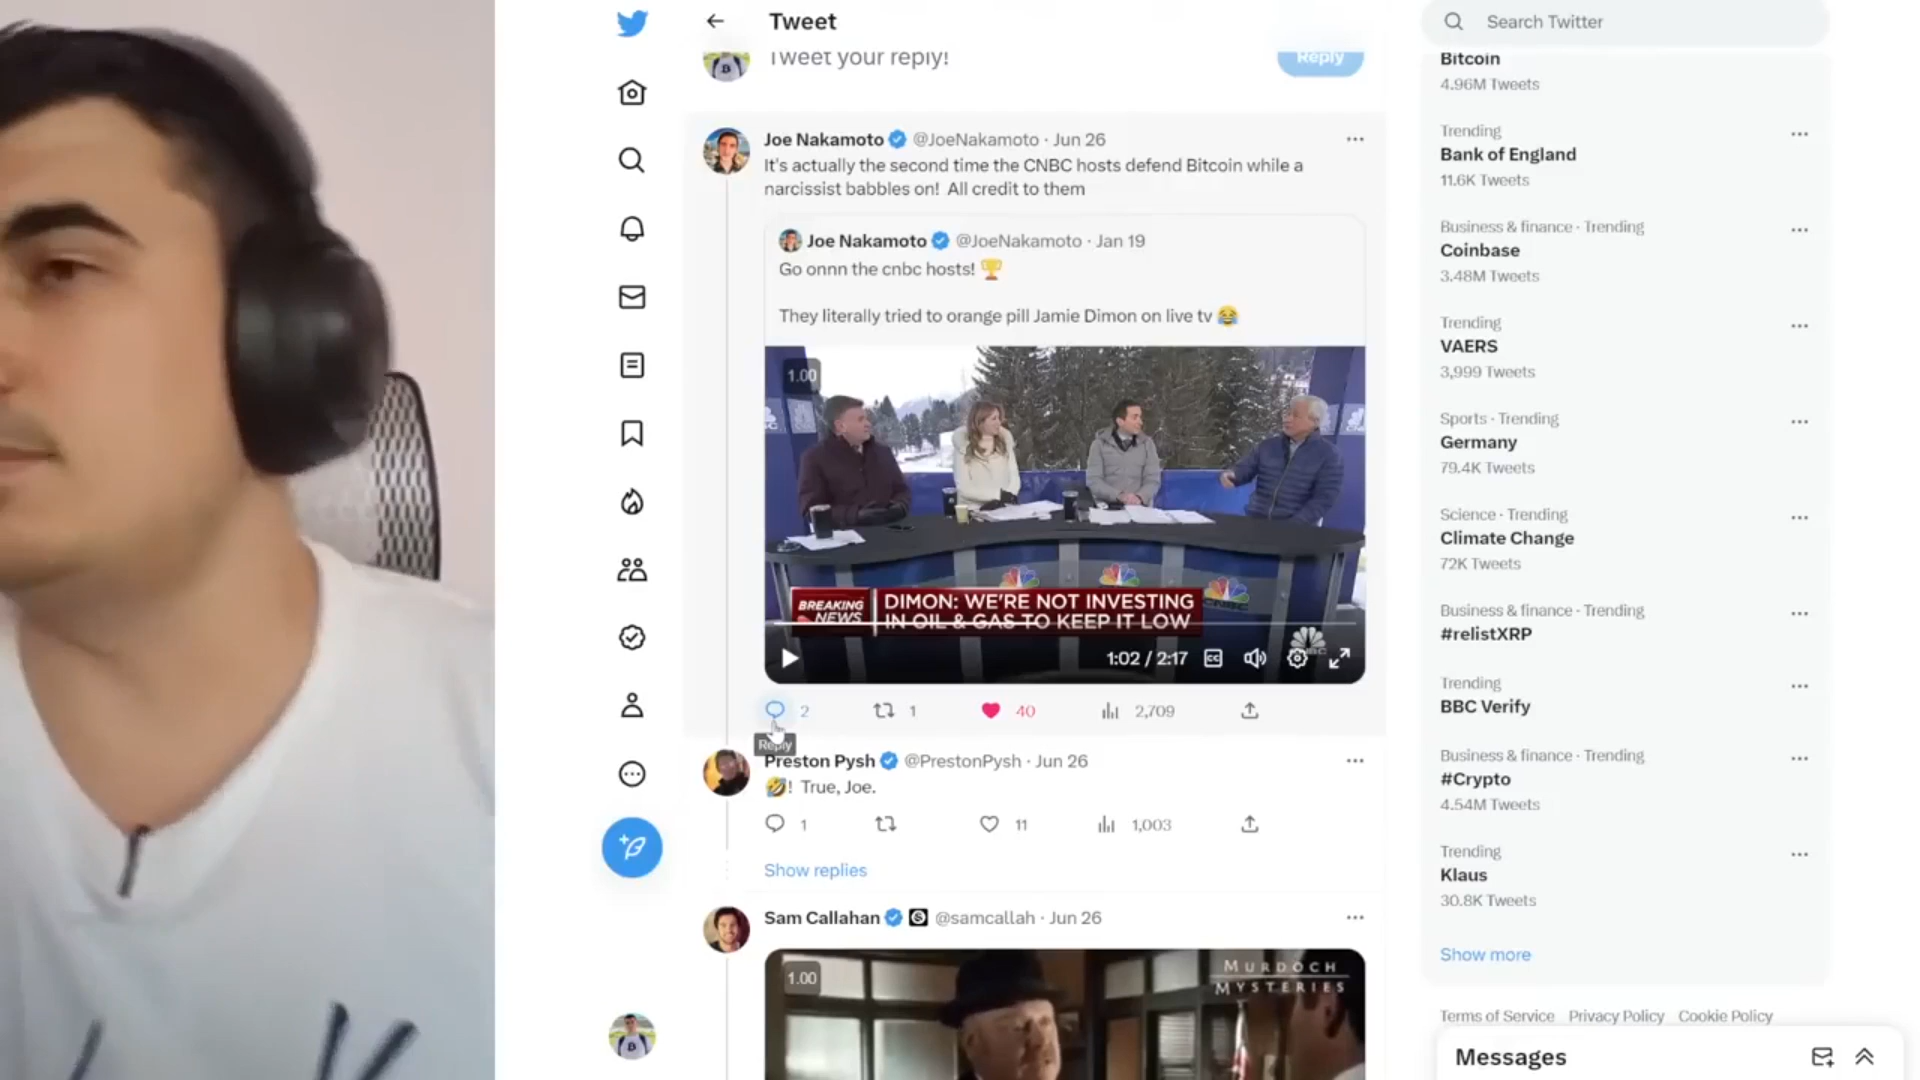 Tweet
Search Twitter
Tweet your reply!
Reply
Joe Nakamoto @JoeNakamoto · Jun 26
It's actually the second time the CNBC hosts defend Bitcoin while a
narcissist babbles on! All credit to them
Joe Nakamoto @JoeNakamoto · Jan 19
Go onnn the cnbc hosts! 🏆
They literally tried to orange pill Jamie Dimon on live tv 😂
1.00
BREAKING NEWS
DIMON: WE'RE NOT INVESTING
IN OIL & GAS TO KEEP IT LOW
1:02 / 2:17
CC
2
1
40
2,709
Reply
Preston Pysh @PrestonPysh · Jun 26
🤣! True, Joe.
1
11
1,003
Show replies
Sam Callahan @samcallah · Jun 26
1.00
MURDOCH
MYSTERIES
Bitcoin
4.96M Tweets
Trending
Bank of England
11.6K Tweets
Business & finance · Trending
Coinbase
3.48M Tweets
Trending
VAERS
3,999 Tweets
Sports · Trending
Germany
79.4K Tweets
Science · Trending
Climate Change
72K Tweets
Business & finance · Trending
#relistXRP
Trending
BBC Verify
Business & finance · Trending
#Crypto
4.54M Tweets
Trending
Klaus
30.8K Tweets
Show more
Terms of Service Privacy Policy Cookie Policy
Messages